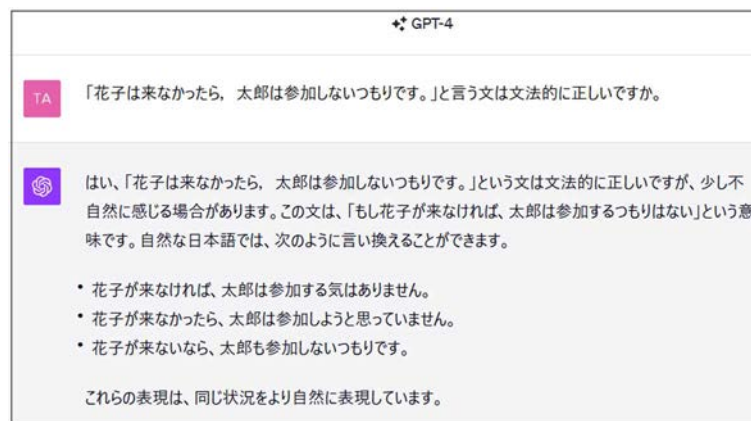 GPT-4
TA
「花子は来なかったら, 太郎は参加しないつもりです。」と言う文は文法的に正しいですか。
はい、「花子は来なかったら, 太郎は参加しないつもりです。」という文は文法的に正しいですが、少し不
自然に感じる場合があります。この文は、「もし花子が来なければ、太郎は参加するつもりはない」という意
味です。自然な日本語では、次のように言い換えることができます。
• 花子が来なければ、太郎は参加する気はありません。
• 花子が来なかったら、太郎は参加しようと思っていません。
• 花子が来ないなら、太郎も参加しないつもりです。
これらの表現は、同じ状況をより自然に表現しています。